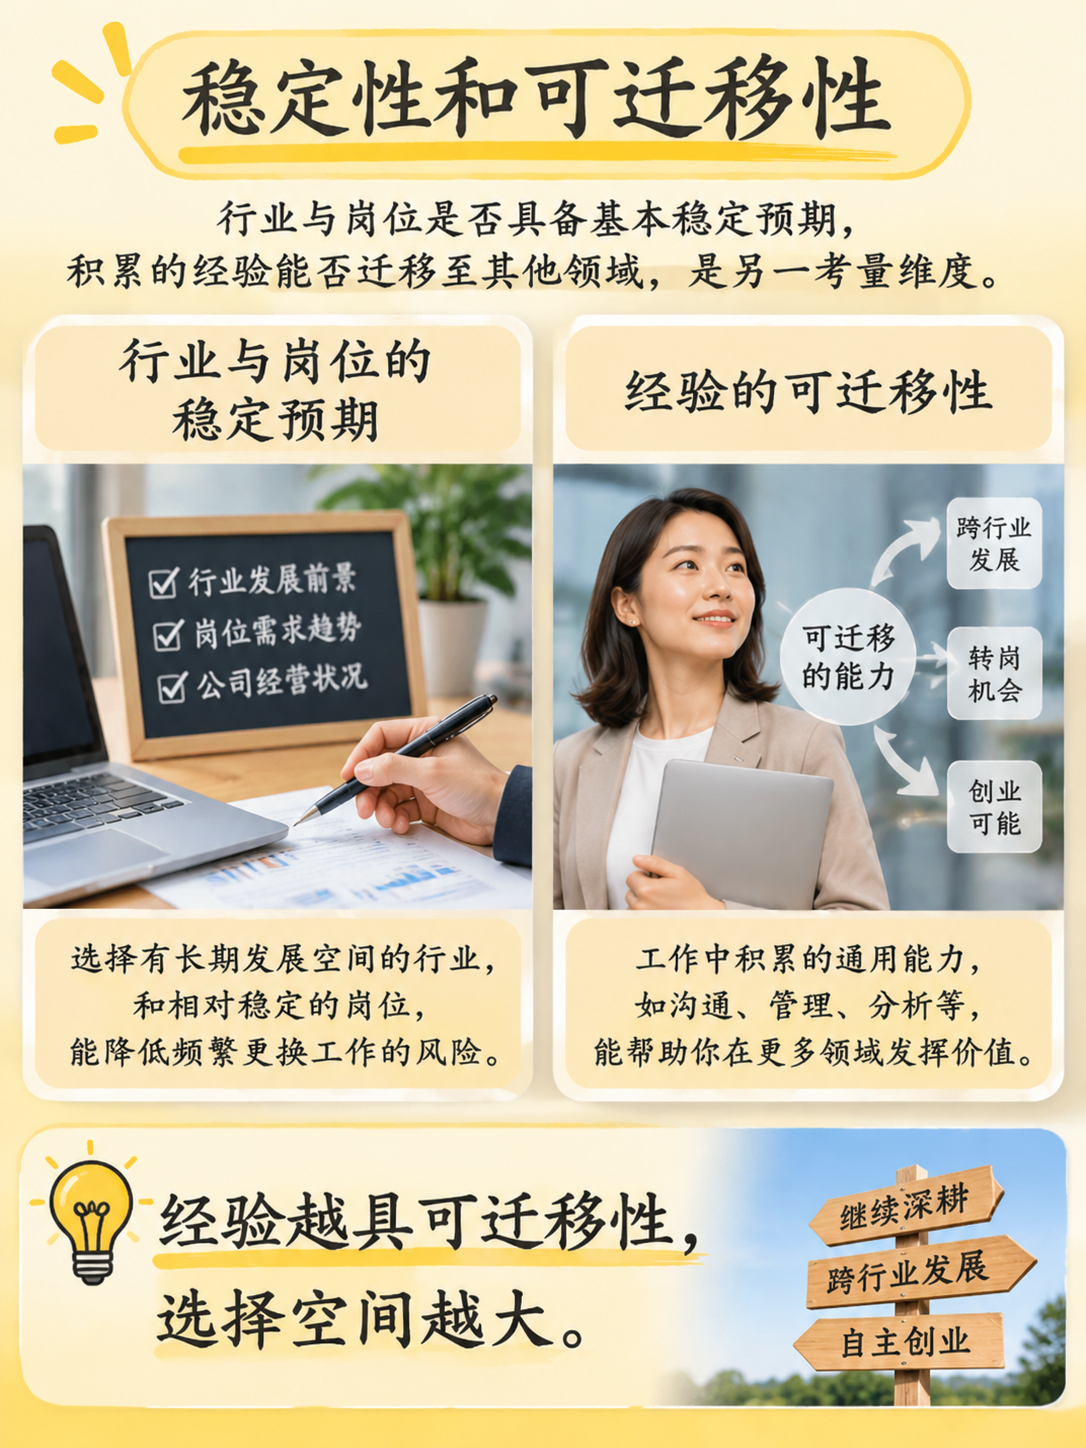 稳定性和可迁移性
行业与岗位是否具备基本稳定预期，
积累的经验能否迁移至其他领域，是另一考量维度。
行业与岗位的
稳定预期
行业发展前景
岗位需求趋势
公司经营状况
选择有长期发展空间的行业，
和相对稳定的岗位，
能降低频繁更换工作的风险。
经验的可迁移性
可迁移
的能力
跨行业
发展
转岗
机会
创业
可能
工作中积累的通用能力，
如沟通、管理、分析等，
能帮助你在更多领域发挥价值。
经验越具可迁移性，
选择空间越大。
继续深耕
跨行业发展
自主创业